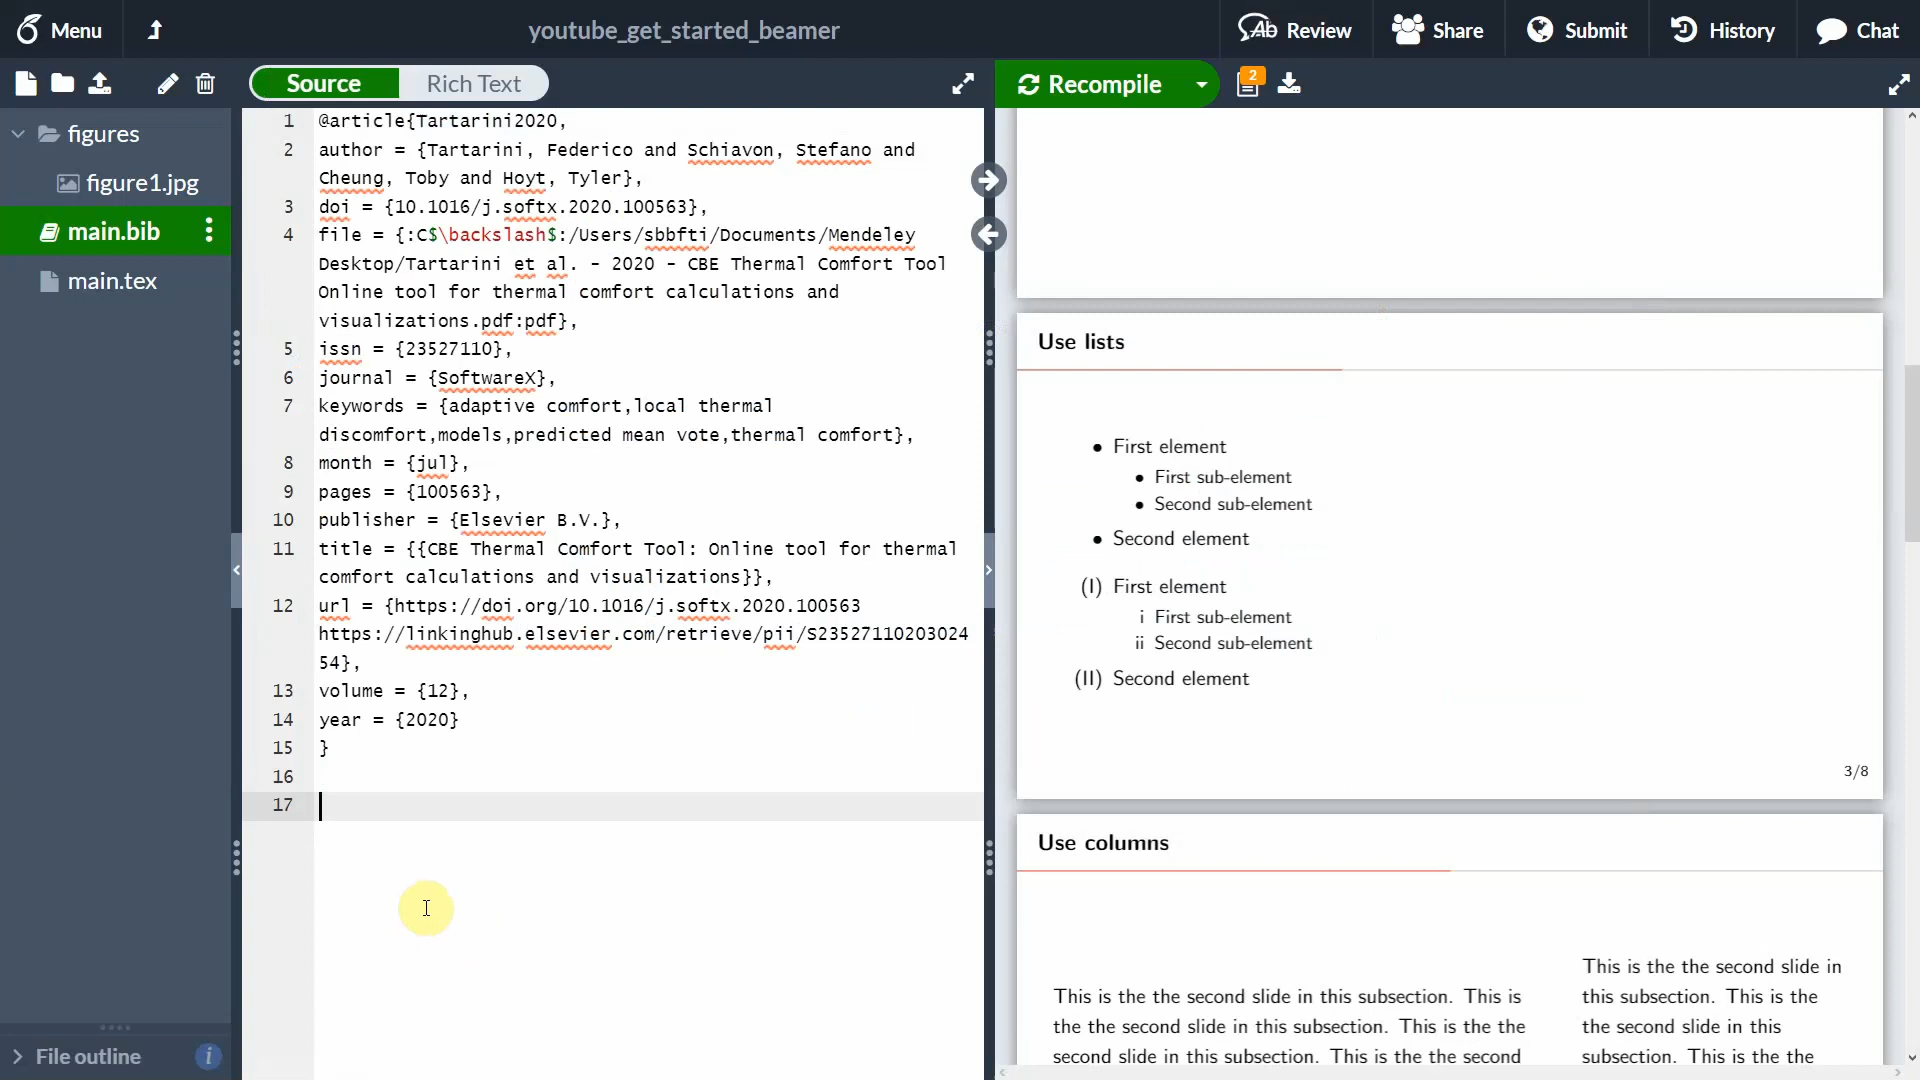 Menu
youtube_get_started_beamer
Review
Share
Submit
History
Chat
Source
Rich Text
Recompile
2
figures
figure1.jpg
main.bib
main.tex
File outline
1 @article{Tartarini2020,
2 author = {Tartarini, Federico and Schiavon, Stefano and
Cheung, Toby and Hoyt, Tyler},
3 doi = {10.1016/j.softx.2020.100563},
4 file = {:C$\backslash$:/Users/sbbfti/Documents/Mendeley
Desktop/Tartarini et al. - 2020 - CBE Thermal Comfort Tool
Online tool for thermal comfort calculations and
visualizations.pdf:pdf},
5 issn = {23527110},
6 journal = {SoftwareX},
7 keywords = {adaptive comfort,local thermal
discomfort,models,predicted mean vote,thermal comfort},
8 month = {jul},
9 pages = {100563},
10 publisher = {Elsevier B.V.},
11 title = {{CBE Thermal Comfort Tool: Online tool for thermal
comfort calculations and visualizations}},
12 url = {https://doi.org/10.1016/j.softx.2020.100563
https://linkinghub.elsevier.com/retrieve/pii/S23527110203024
54},
13 volume = {12},
14 year = {2020}
15 }
16
17
Use lists
• First element
• First sub-element
• Second sub-element
• Second element
(I) First element
i First sub-element
ii Second sub-element
(II) Second element
3/8
Use columns
This is the the second slide in this subsection. This is
the the second slide in this subsection. This is the the
second slide in this subsection. This is the the second
This is the the second slide in
this subsection. This is the
the second slide in this
subsection. This is the the